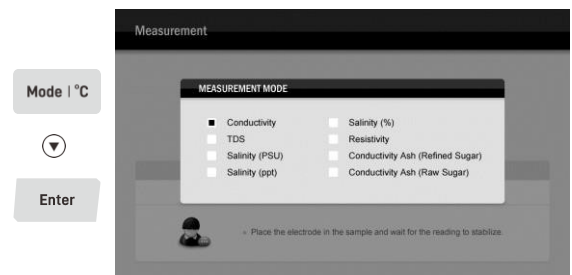 Measurement
Mode | °C
Enter
MEASUREMENT MODE
Conductivity
TDS
Salinity (PSU)
Salinity (ppt)
Salinity (%)
Resistivity
Conductivity Ash (Refined Sugar)
Conductivity Ash (Raw Sugar)
Place the electrode in the sample and wait for the reading to stabilize.